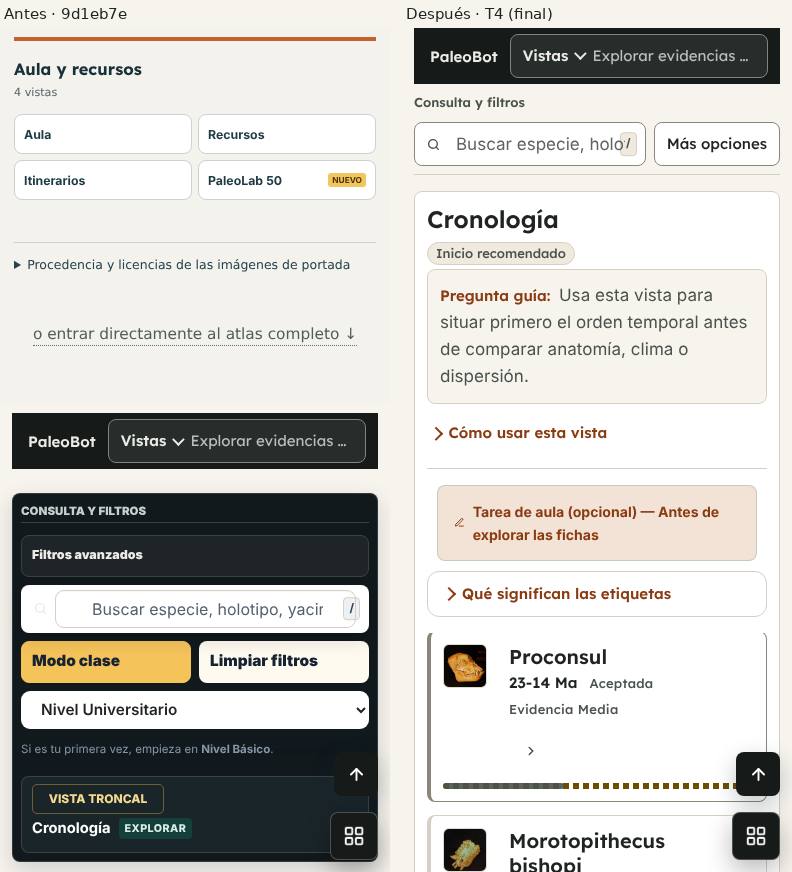 Antes · 9d1eb7e
Aula y recursos
4 vistas
Aula
Recursos
Itinerarios
PaleoLab 50
NUEVO
Procedencia y licencias de las imágenes de portada
o entrar directamente al atlas completo ↓
PaleoBot
Vistas
Explorar evidencias ...
CONSULTA Y FILTROS
Filtros avanzados
Buscar especie, holotipo, yacir
/
Modo clase
Limpiar filtros
Nivel Universitario
Si es tu primera vez, empieza en Nivel Básico.
VISTA TRONCAL
Cronología
EXPLORAR
Después · T4 (final)
PaleoBot
Vistas
Explorar evidencias ...
Consulta y filtros
Buscar especie, holo
/
Más opciones
Cronología
Inicio recomendado
Pregunta guía: Usa esta vista para
situar primero el orden temporal antes
de comparar anatomía, clima o
dispersión.
Cómo usar esta vista
Tarea de aula (opcional) — Antes de
explorar las fichas
Qué significan las etiquetas
Proconsul
23-14 Ma Aceptada
Evidencia Media
Morotopithecus
bishopi